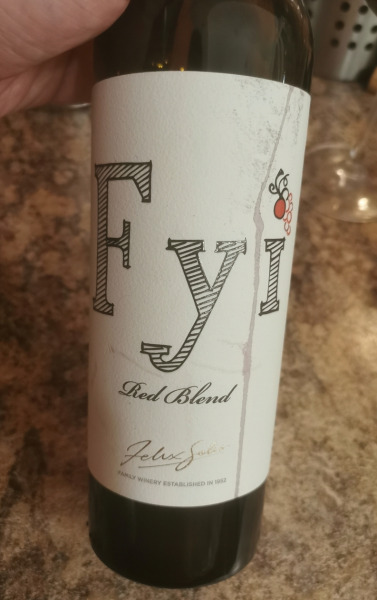 Fyi
Red Blend
Felix Solis
FAMILY WINERY ESTABLISHED IN 1952